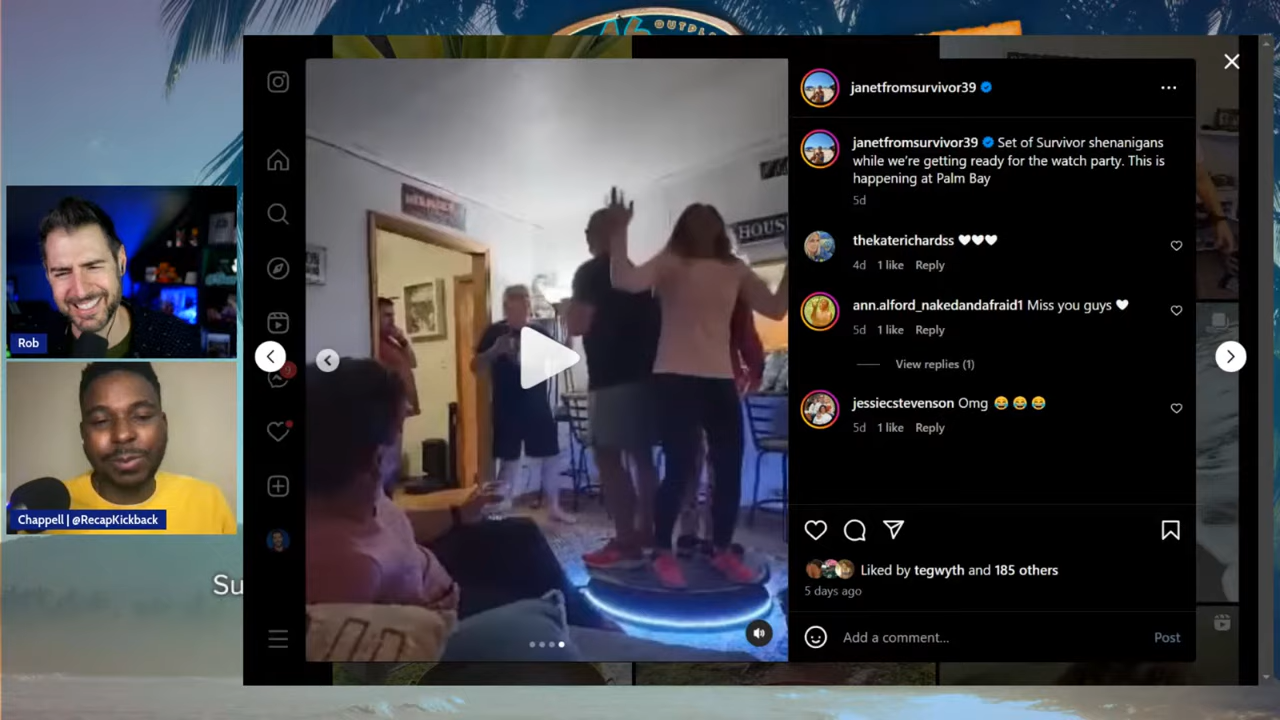 OUTPL
janetfromsurvivor39
janetfromsurvivor39 Set of Survivor shenanigans
while we're getting ready for the watch party. This is
happening at Palm Bay
5d
thekaterichardss 🤍🤍🤍
4d 1 like Reply
ann.alford_nakedandafraid1 Miss you guys 🤍
5d 1 like Reply
View replies (1)
jessiecstevenson Omg 😂 😂 😂
5d 1 like Reply
Liked by tegwyth and 185 others
5 days ago
Add a comment...
Post
HOUS
9
Rob
Chappell | @RecapKickback
Su